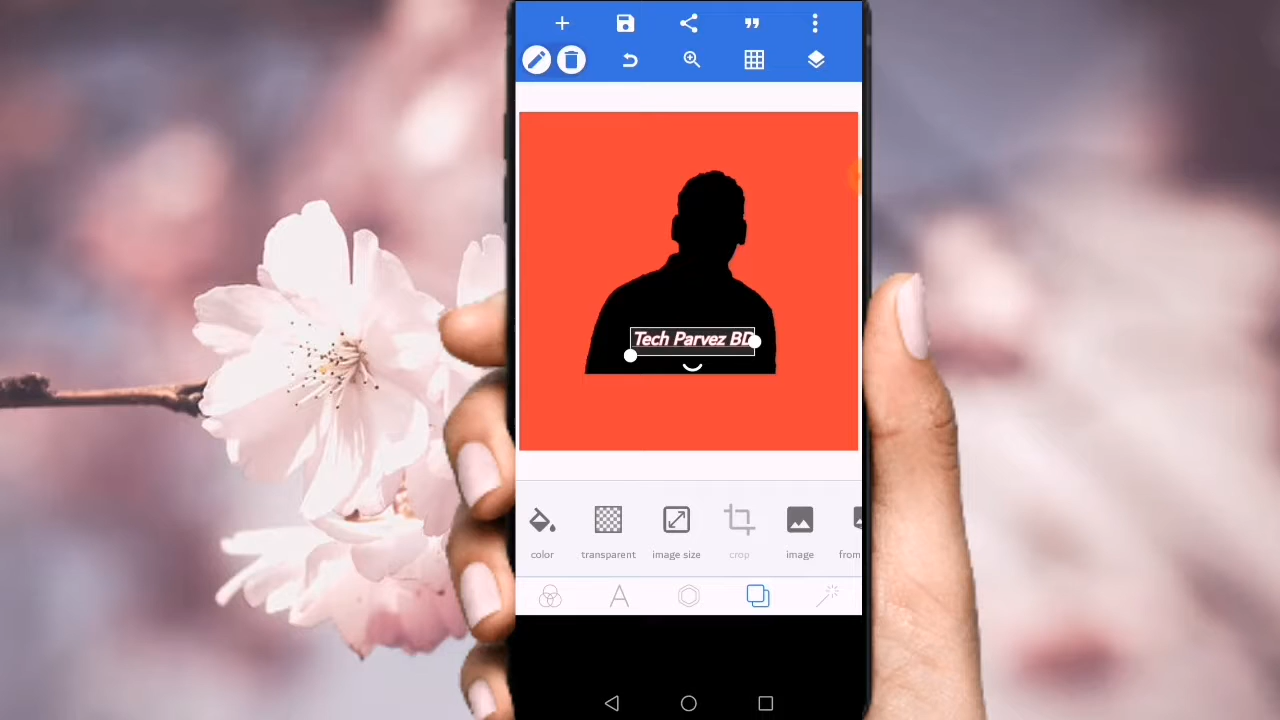 Tech Parvez BD
color
transparent
image size
crop
image
from